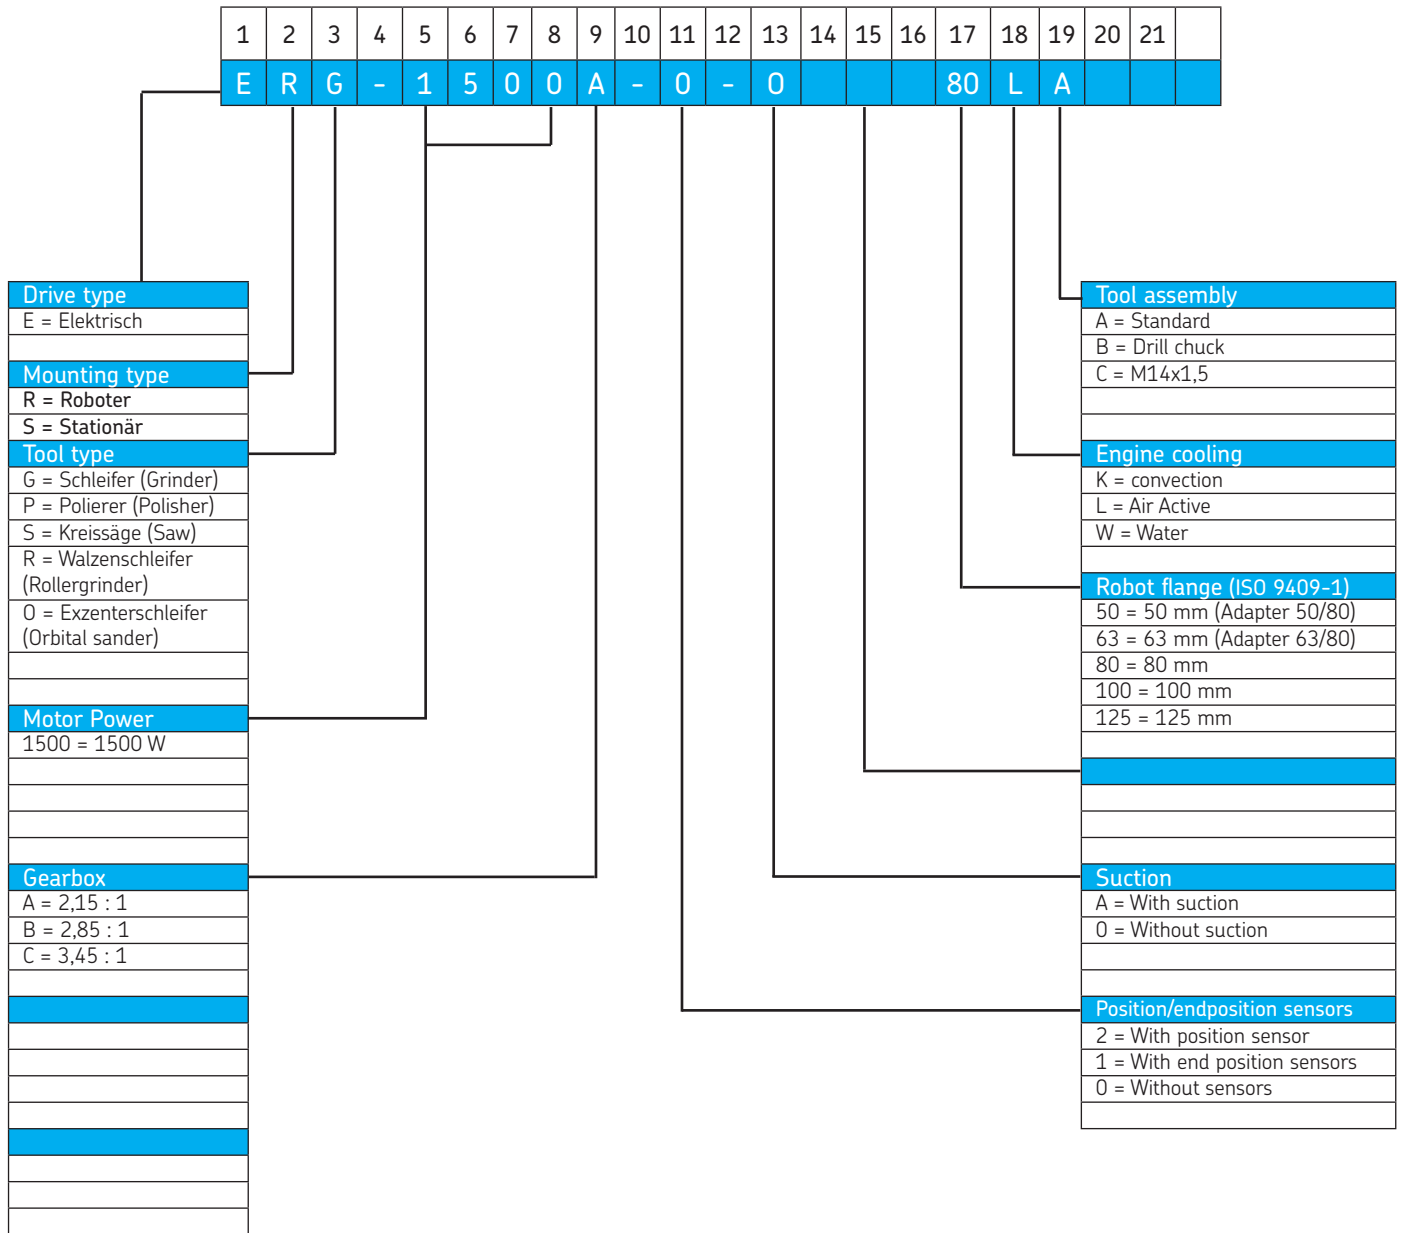 1 2 3 4 5 6 7 8 9 10 11 12 13 14 15 16 17 18 19 20 21
E R G - 1 5 0 0 A - 0 - 0 80 L A
Drive type
E = Elektrisch
Mounting type
R = Roboter
S = Stationär
Tool type
G = Schleifer (Grinder)
P = Polierer (Polisher)
S = Kreissäge (Saw)
R = Walzenschleifer
(Rollergrinder)
O = Exzenterschleifer
(Orbital sander)
Motor Power
1500 = 1500 W
Gearbox
A = 2,15 : 1
B = 2,85 : 1
C = 3,45 : 1
Tool assembly
A = Standard
B = Drill chuck
C = M14x1,5
Engine cooling
K = convection
L = Air Active
W = Water
Robot flange (ISO 9409-1)
50 = 50 mm (Adapter 50/80)
63 = 63 mm (Adapter 63/80)
80 = 80 mm
100 = 100 mm
125 = 125 mm
Suction
A = With suction
0 = Without suction
Position/endposition sensors
2 = With position sensor
1 = With end position sensors
0 = Without sensors